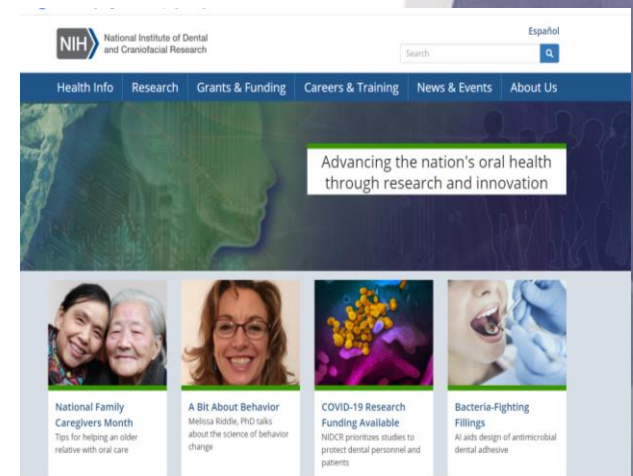 Español
NIH
National Institute of Dental
and Craniofacial Research
Search
Health Info Research Grants & Funding Careers & Training News & Events About Us
Advancing the nation's oral health
through research and innovation
National Family
Caregivers Month
Tips for helping an older
relative with oral care
A Bit About Behavior
Melissa Riddle, PhD talks
about the science of behavior
change
COVID-19 Research
Funding Available
NIDCR prioritizes studies to
protect dental personnel and
patients
Bacteria-Fighting
Fillings
AI aids design of antimicrobial
dental adhesive